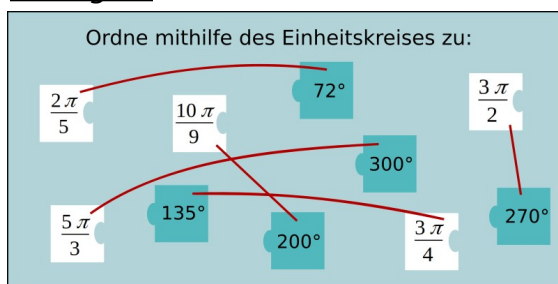 Ordne mithilfe des Einheitskreises zu:
2π/5
72°
10π/9
3π/2
300°
5π/3
135°
200°
3π/4
270°